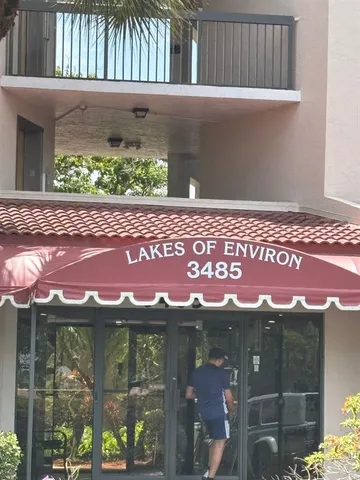 LAKES OF ENVIRON
3485